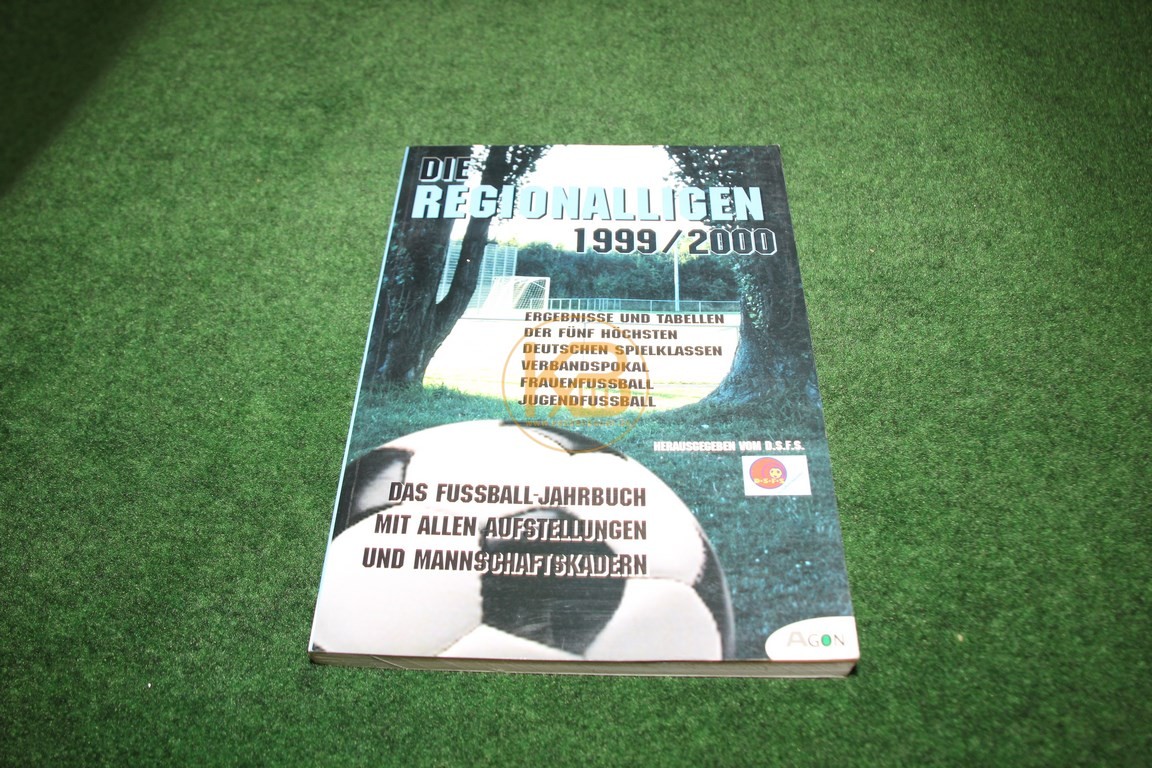 DIE
REGIONALLIGEN
1999/2000
ERGEBNISSE UND TABELLEN
DER FÜNF HÖCHSTEN
DEUTSCHEN SPIELKLASSEN
VERBANDSPOKAL
FRAUENFUSSBALL
JUGENDFUSSBALL
KB
HERAUSGEGEBEN VOM D.S.F.S.
D·S·F·S
DAS FUSSBALL-JAHRBUCH
MIT ALLEN AUFSTELLUNGEN
UND MANNSCHAFTSKADERN
AGON